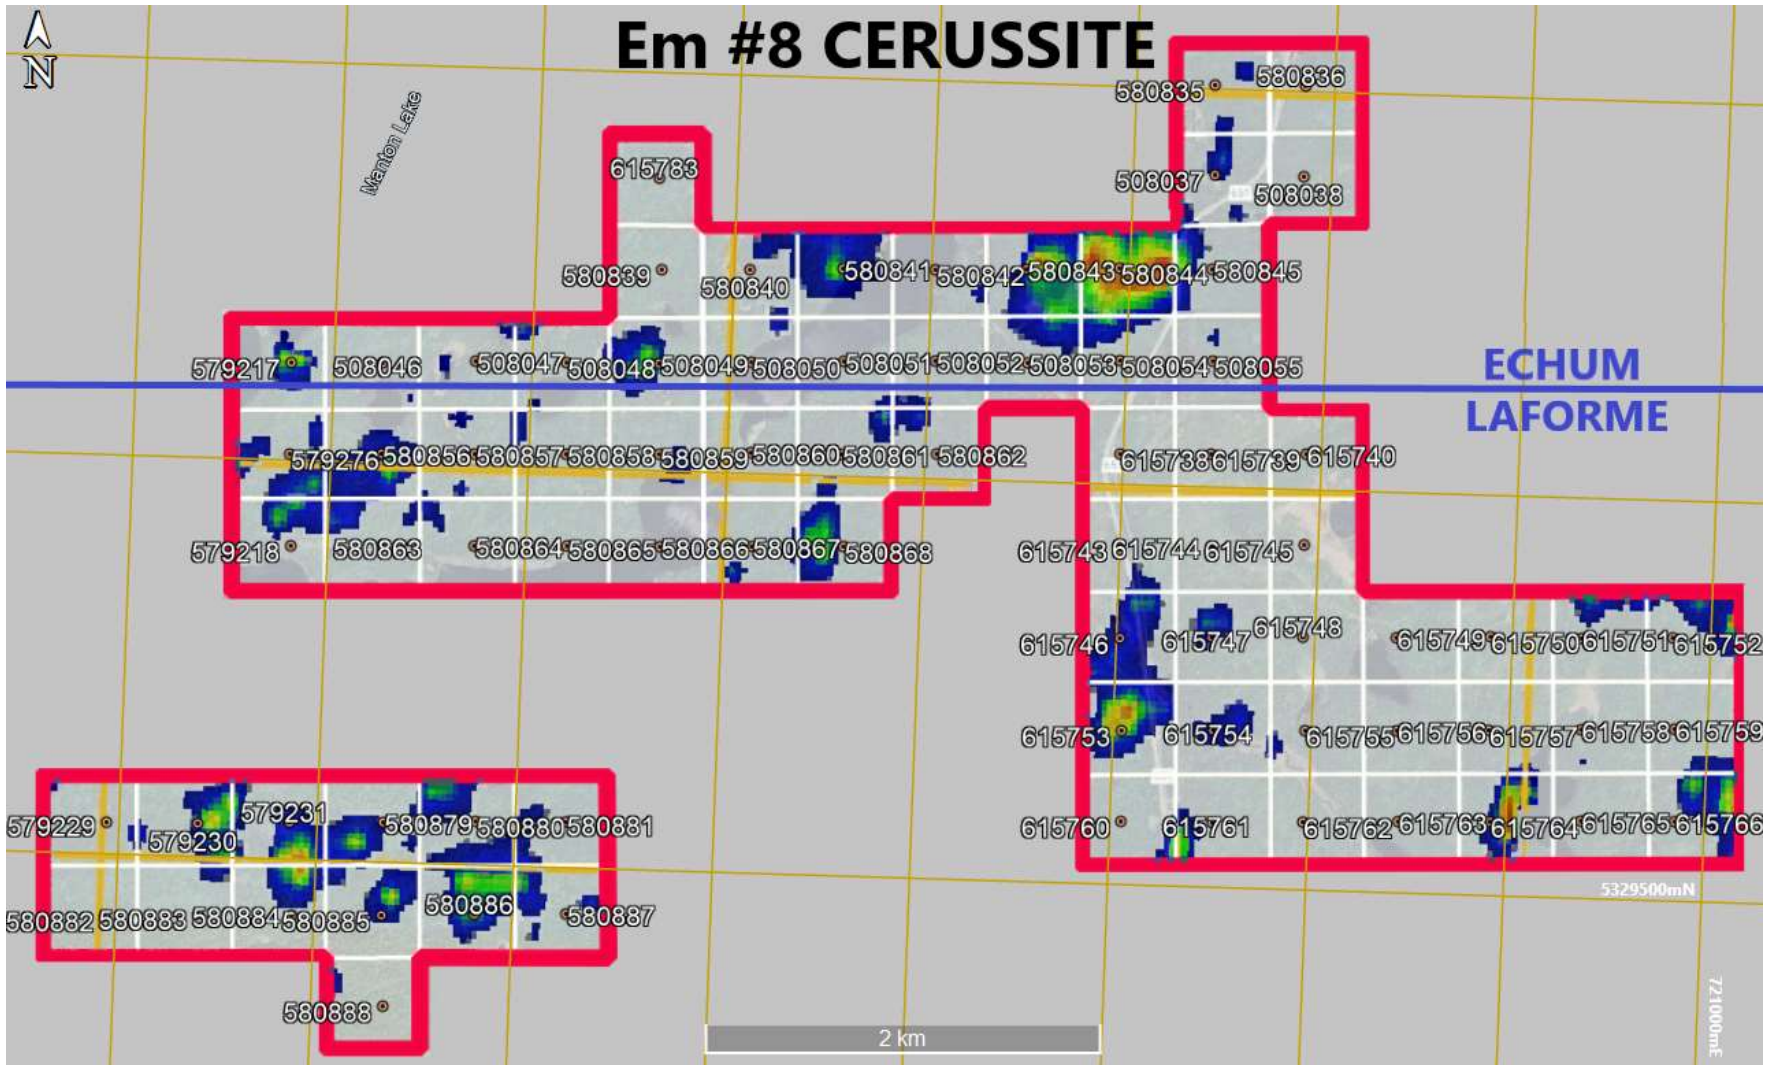 Em #8 CERUSSITE
N
Manton Lake
580835 580836
508037 508038
615783
580839 580840 580841 580842 580843 580844 580845
579217 508046 508047 508048 508049 508050 508051 508052 508053 508054 508055
ECHUM
LAFORME
579276 580856 580857 580858 580859 580860 580861 580862 615738 615739 615740
579218 580863 580864 580865 580866 580867 580868 615743 615744 615745
615746 615747 615748 615749 615750 615751 615752
615753 615754 615755 615756 615757 615758 615759
579229 579230 579231 580879 580880 580881 615760 615761 615762 615763 615764 615765 615766
5329500mN
580882 580883 580884 580885 580886 580887
580888
2 km
721000mE